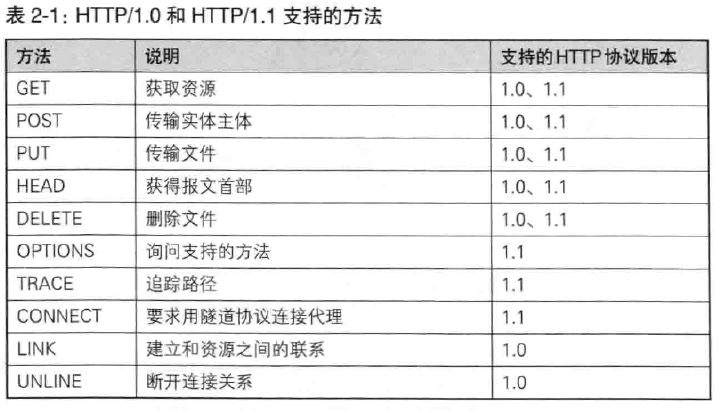 表 2-1：HTTP/1.0 和 HTTP/1.1 支持的方法
方法 说明 支持的HTTP协议版本
GET 获取资源 1.0、1.1
POST 传输实体主体 1.0、1.1
PUT 传输文件 1.0、1.1
HEAD 获得报文首部 1.0、1.1
DELETE 删除文件 1.0、1.1
OPTIONS 询问支持的方法 1.1
TRACE 追踪路径 1.1
CONNECT 要求用隧道协议连接代理 1.1
LINK 建立和资源之间的联系 1.0
UNLINE 断开连接关系 1.0